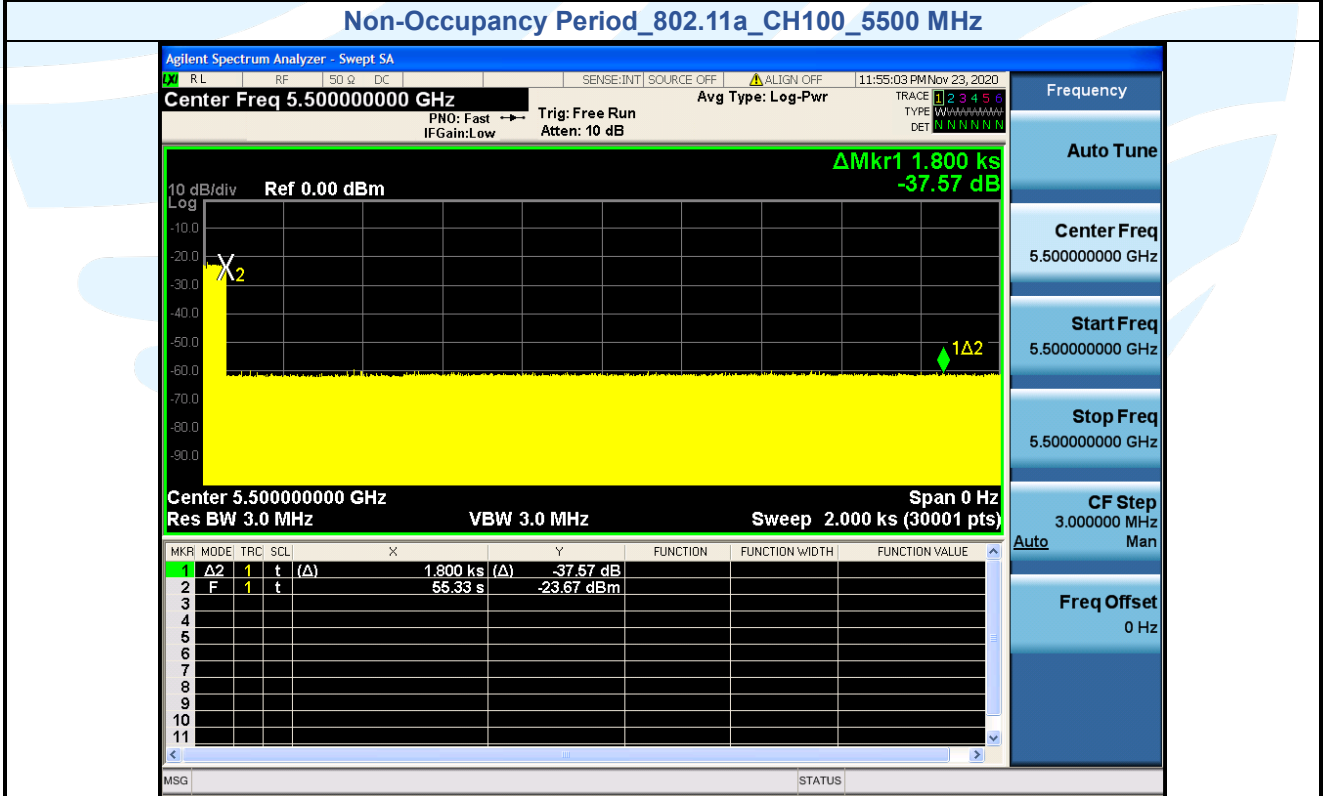 Non-Occupancy Period_802.11a_CH100_5500 MHz
Agilent Spectrum Analyzer - Swept SA
LXI RL RF 50 Ω DC SENSE:INT SOURCE OFF ALIGN OFF 11:55:03 PM Nov 23, 2020
Center Freq 5.500000000 GHz
PNO: Fast
IFGain:Low
Trig: Free Run
Atten: 10 dB
Avg Type: Log-Pwr
TRACE 1 2 3 4 5 6
TYPE WWWWWW
DET N N N N N N
ΔMkr1 1.800 ks
-37.57 dB
10 dB/div Ref 0.00 dBm
Log
-10.0
-20.0
-30.0
-40.0
-50.0
-60.0
-70.0
-80.0
-90.0
2
1Δ2
Center 5.500000000 GHz Span 0 Hz
Res BW 3.0 MHz VBW 3.0 MHz Sweep 2.000 ks (30001 pts)
MKR MODE TRC SCL X Y FUNCTION FUNCTION WIDTH FUNCTION VALUE
1 Δ2 1 t (Δ) 1.800 ks (Δ) -37.57 dB
2 F 1 t 55.33 s -23.67 dBm
3
4
5
6
7
8
9
10
11
MSG STATUS
Frequency
Auto Tune
Center Freq
5.500000000 GHz
Start Freq
5.500000000 GHz
Stop Freq
5.500000000 GHz
CF Step
3.000000 MHz
Auto Man
Freq Offset
0 Hz